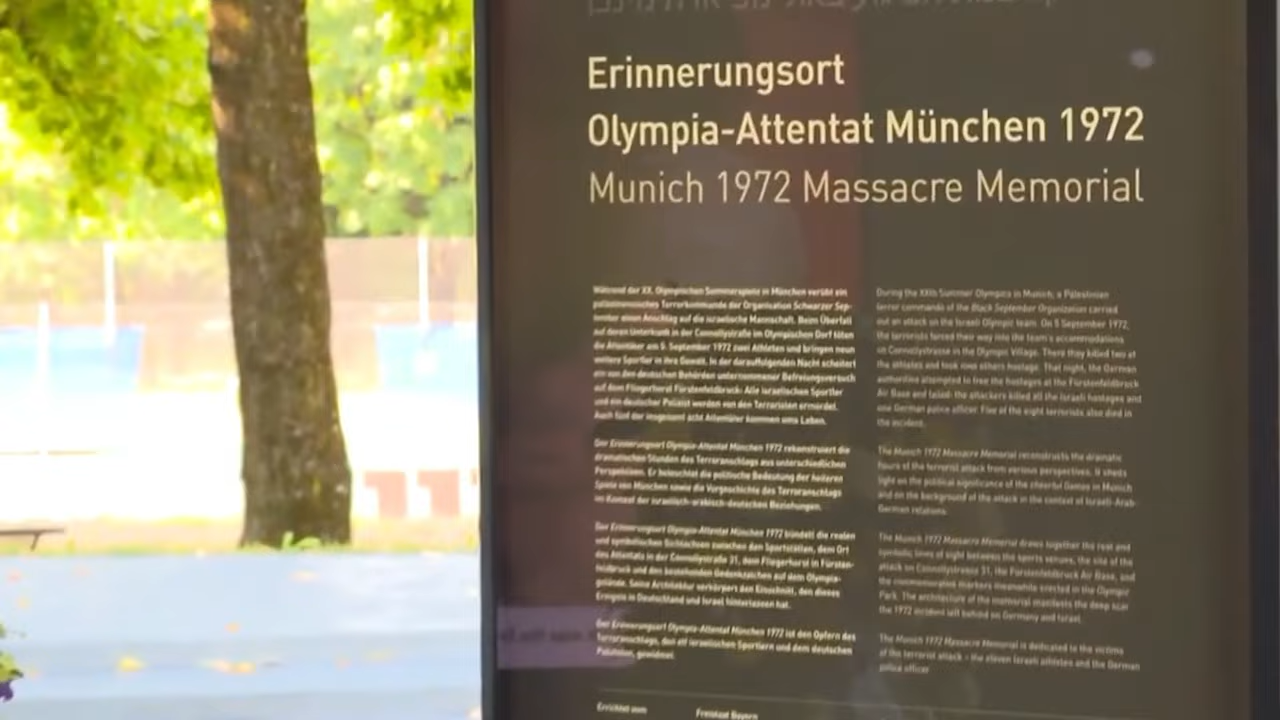 Erinnerungsort
Olympia-Attentat München 1972
Munich 1972 Massacre Memorial
Während der XX. Olympischen Sommerspiele in München verübt ein
palästinensisches Terrorkommando der Organisation Schwarzer Sep-
tember einen Anschlag auf die israelische Mannschaft. Beim Überfall
auf deren Unterkunft in der Connollystraße im Olympischen Dorf töten
die Attentäter am 5. September 1972 zwei Athleten und bringen neun
weitere Sportler in ihre Gewalt. In der darauffolgenden Nacht scheitert
ein von den deutschen Behörden unternommener Befreiungsversuch
auf dem Fliegerhorst Fürstenfeldbruck: Alle israelischen Sportler
und ein deutscher Polizist werden von den Terroristen ermordet.
Auch fünf der insgesamt acht Attentäter kommen ums Leben.
Der Erinnerungsort Olympia-Attentat München 1972 rekonstruiert die
dramatischen Stunden des Terroranschlags aus unterschiedlichen
Perspektiven. Er beleuchtet die politische Bedeutung der heiteren
Spiele von München sowie die Vorgeschichte des Terroranschlags
im Kontext der israelisch-arabisch-deutschen Beziehungen.
Der Erinnerungsort Olympia-Attentat München 1972 bündelt die realen
und symbolischen Sichtachsen zwischen den Sportstätten, dem Ort
des Attentats in der Connollystraße 31, dem Fliegerhorst in Fürsten-
feldbruck und den bestehenden Gedenkzeichen auf dem Olympia-
gelände. Seine Architektur verkörpert den Einschnitt, den dieses
Ereignis in Deutschland und Israel hinterlassen hat.
Der Erinnerungsort Olympia-Attentat München 1972 ist den Opfern des
Terroranschlags, den elf israelischen Sportlern und dem deutschen
Polizisten, gewidmet.
During the XXth Summer Olympics in Munich, a Palestinian
terror commando of the Black September Organization carried
out an attack on the Israeli Olympic team. On 5 September 1972,
the terrorists forced their way into the team's accommodations
on Connollystrasse in the Olympic Village. There they killed two of
the athletes and took nine others hostage. That night, the German
authorities attempted to free the hostages at the Fürstenfeldbruck
Air Base and failed: the attackers killed all the Israeli hostages and
one German police officer. Five of the eight terrorists also died in
the incident.
The Munich 1972 Massacre Memorial reconstructs the dramatic
hours of the terrorist attack from various perspectives. It sheds
light on the political significance of the cheerful Games in Munich
and on the background of the attack in the context of Israeli-Arab-
German relations.
The Munich 1972 Massacre Memorial draws together the real and
symbolic lines of sight between the sports venues, the site of the
attack on Connollystrasse 31, the Fürstenfeldbruck Air Base, and
the commemorative markers meanwhile erected in the Olympic
Park. The architecture of the memorial manifests the deep scar
the 1972 incident left behind on Germany and Israel.
The Munich 1972 Massacre Memorial is dedicated to the victims
of the terrorist attack – the eleven Israeli athletes and the German
police officer.
Errichtet vom
Freistaat Bayern